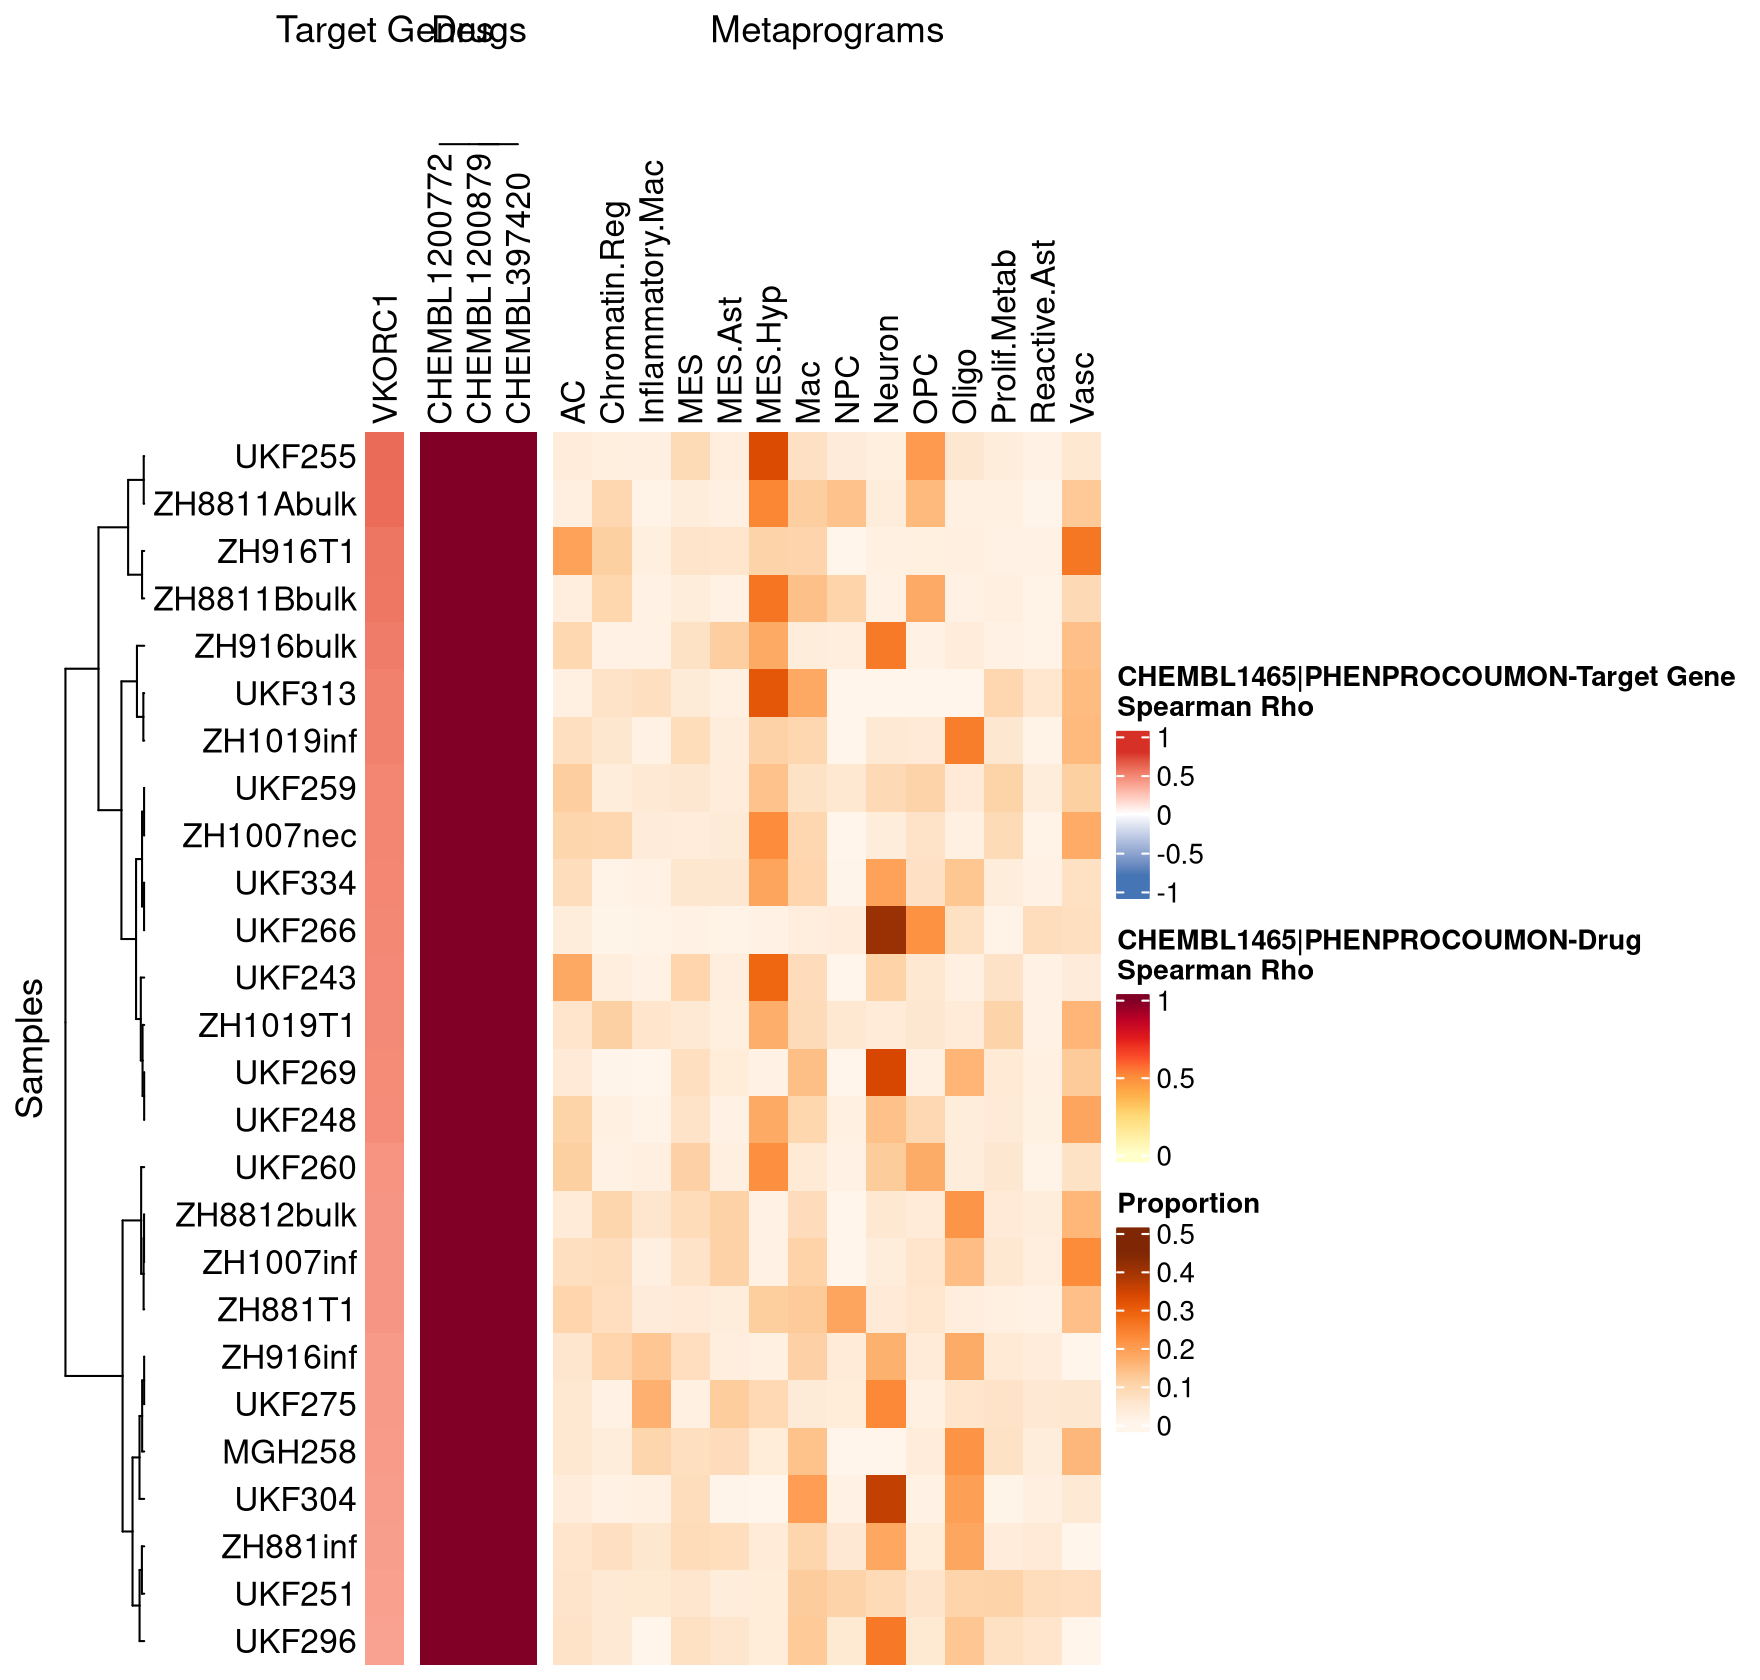 Target Genes
Drugs
Metaprograms
VKORC1
CHEMBL1200772
CHEMBL1200879
CHEMBL397420
AC
Chromatin.Reg
Inflammatory.Mac
MES
MES.Ast
MES.Hyp
Mac
NPC
Neuron
OPC
Oligo
Prolif.Metab
Reactive.Ast
Vasc
Samples
UKF255
ZH8811Abulk
ZH916T1
ZH8811Bbulk
ZH916bulk
UKF313
ZH1019inf
UKF259
ZH1007nec
UKF334
UKF266
UKF243
ZH1019T1
UKF269
UKF248
UKF260
ZH8812bulk
ZH1007inf
ZH881T1
ZH916inf
UKF275
MGH258
UKF304
ZH881inf
UKF251
UKF296
CHEMBL1465|PHENPROCOUMON-Target Gene
Spearman Rho
1
0.5
0
-0.5
-1
CHEMBL1465|PHENPROCOUMON-Drug
Spearman Rho
1
0.5
0
Proportion
0.5
0.4
0.3
0.2
0.1
0